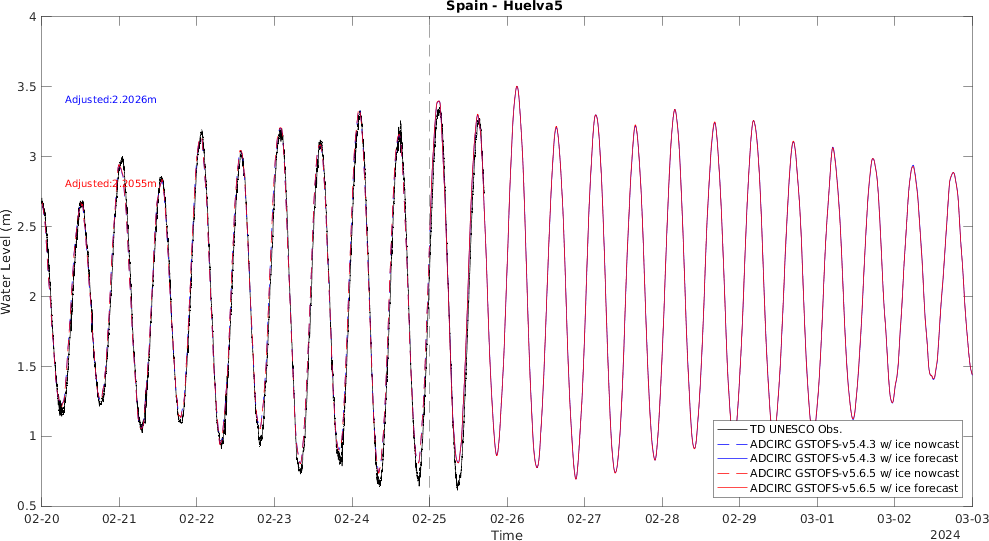 Spain - Huelva5
4
3.5
3
2.5
2
1.5
1
0.5
Water Level (m)
Adjusted:2.2026m
Adjusted:2.2055m
TD UNESCO Obs.
ADCIRC GSTOFS-v5.4.3 w/ ice nowcast
ADCIRC GSTOFS-v5.4.3 w/ ice forecast
ADCIRC GSTOFS-v5.6.5 w/ ice nowcast
ADCIRC GSTOFS-v5.6.5 w/ ice forecast
02-20 02-21 02-22 02-23 02-24 02-25 02-26 02-27 02-28 02-29 03-01 03-02 03-03
Time
2024